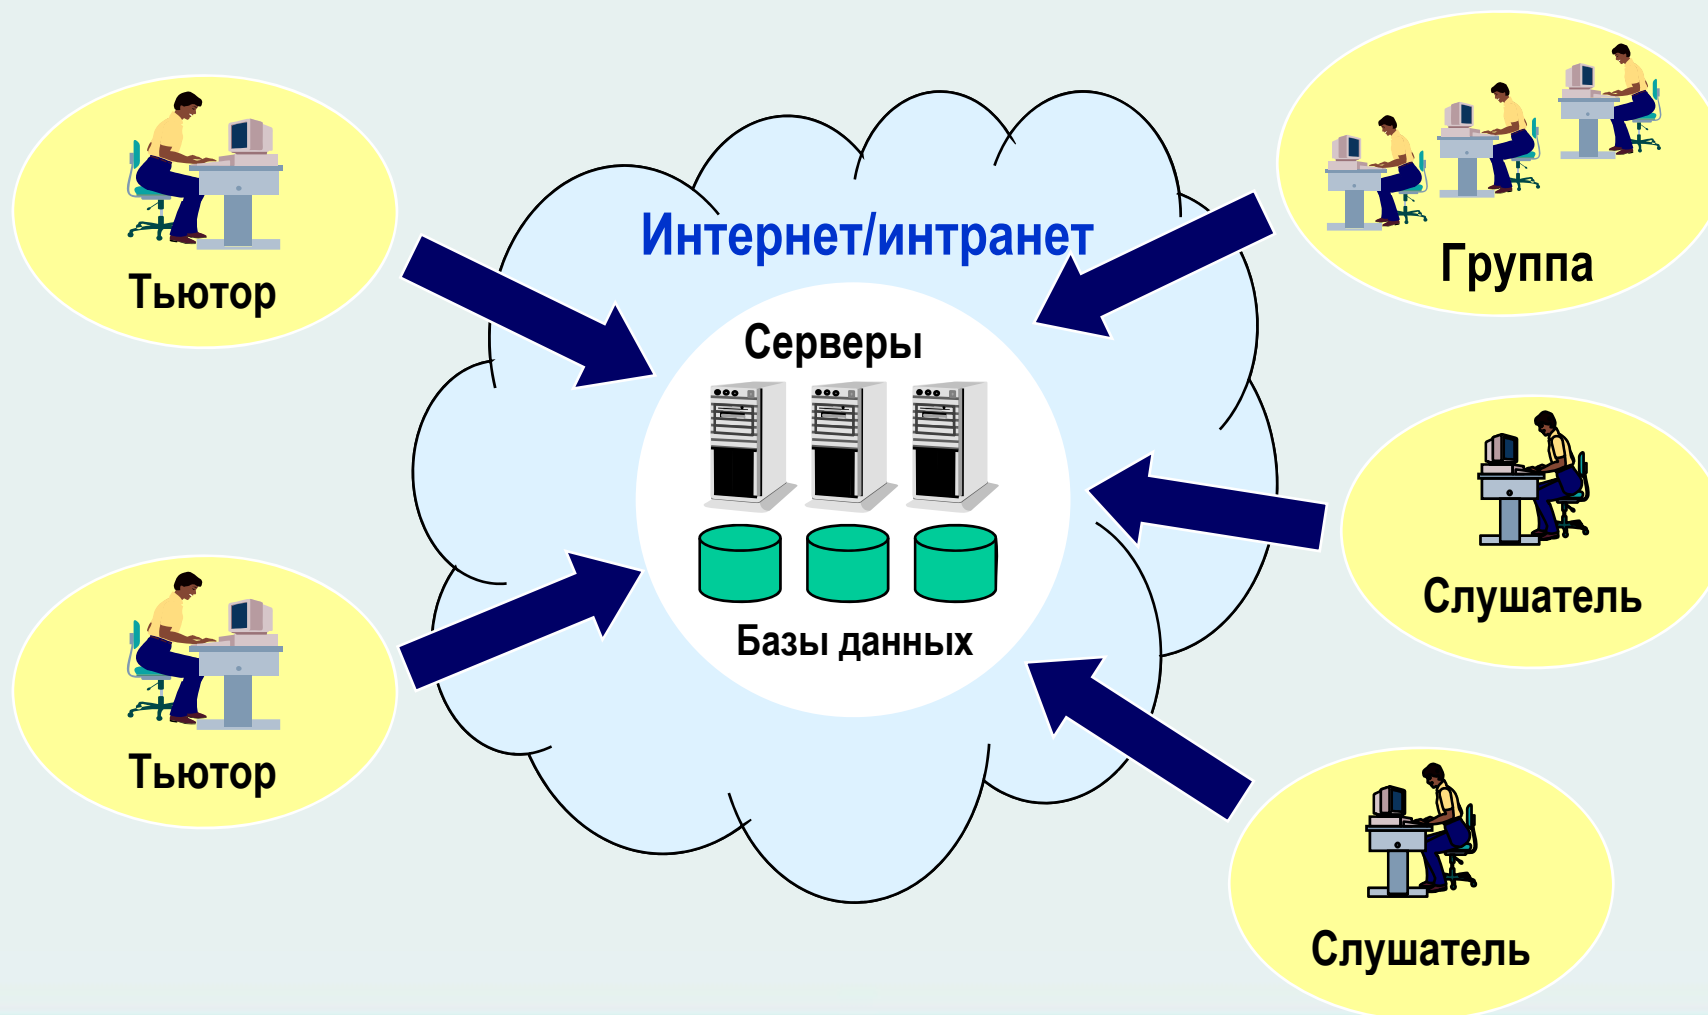 Тьютор
Интернет/интранет
Группа
Серверы
Базы данных
Слушатель
Тьютор
Слушатель